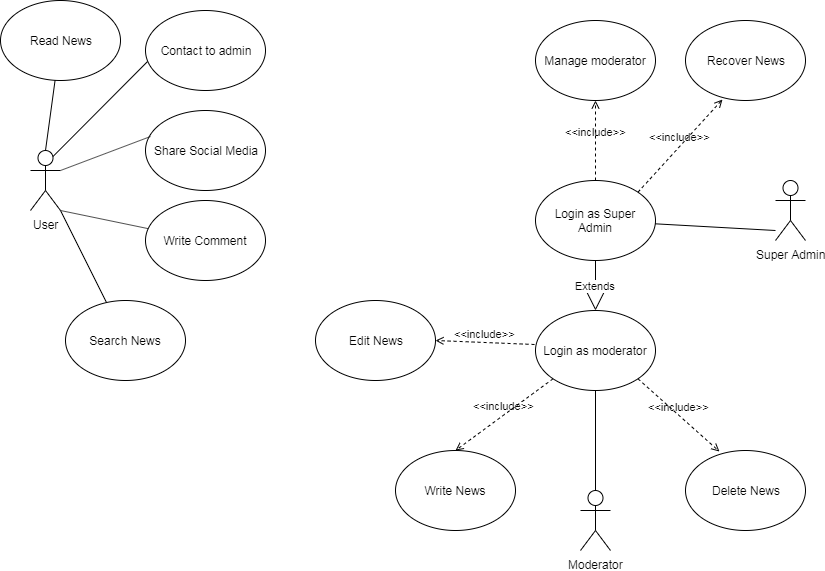 Read News
Contact to admin
Share Social Media
User
Write Comment
Search News
Manage moderator
Recover News
<<include>>
<<include>>
Login as Super
Admin
Super Admin
Extends
Edit News
<<include>>
Login as moderator
<<include>>
<<include>>
Write News
Delete News
Moderator